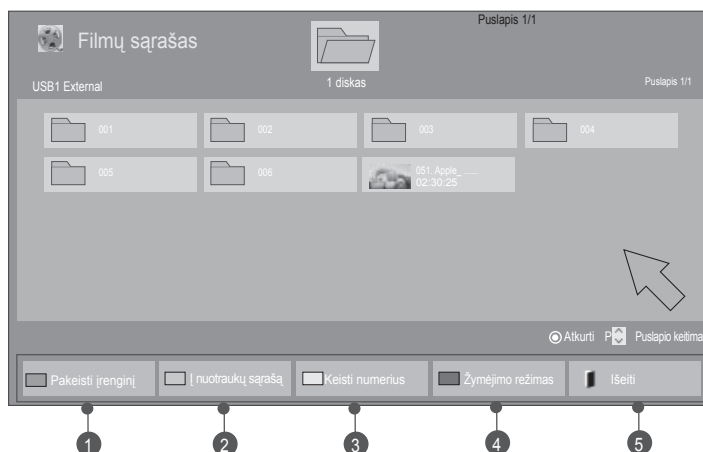 Puslapis 1/1
Filmų sąrašas
1 diskas
USB1 External
Puslapis 1/1
001
002
003
004
005
006
051. Apple_ ......
02:30:25
Atkurti
P
Puslapio keitima
Pakeisti įrenginį
Į nuotraukų sąrašą
Keisti numerius
Žymėjimo režimas
Išeiti
1
2
3
4
5